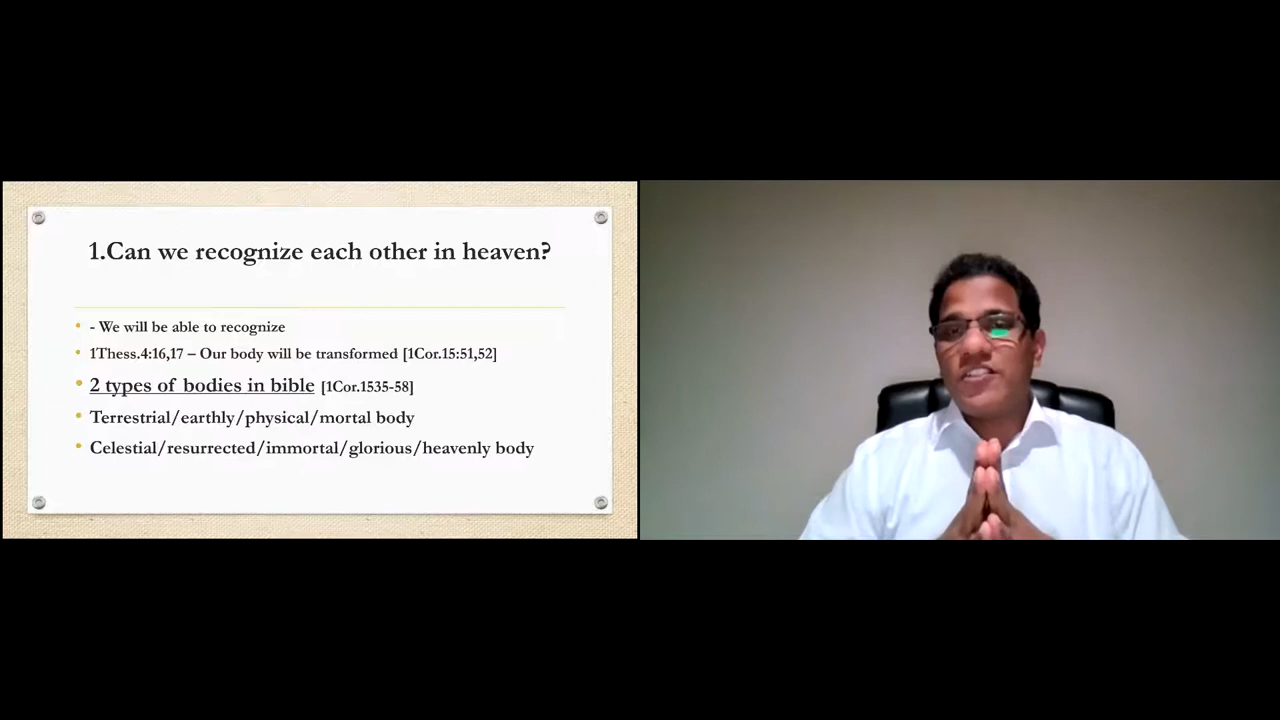 1.Can we recognize each other in heaven?
- We will be able to recognize
1Thess.4:16,17 – Our body will be transformed [1Cor.15:51,52]
2 types of bodies in bible [1Cor.1535-58]
Terrestrial/earthly/physical/mortal body
Celestial/resurrected/immortal/glorious/heavenly body